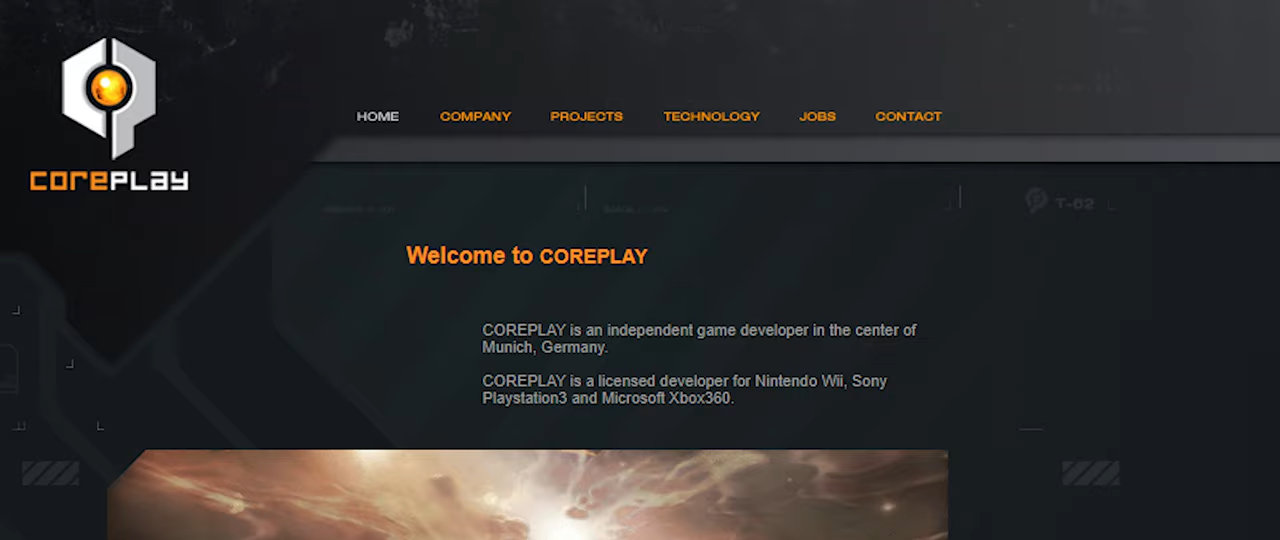 COREPLAY
HOME COMPANY PROJECTS TECHNOLOGY JOBS CONTACT
T-62
Welcome to COREPLAY
COREPLAY is an independent game developer in the center of
Munich, Germany.
COREPLAY is a licensed developer for Nintendo Wii, Sony
Playstation3 and Microsoft Xbox360.